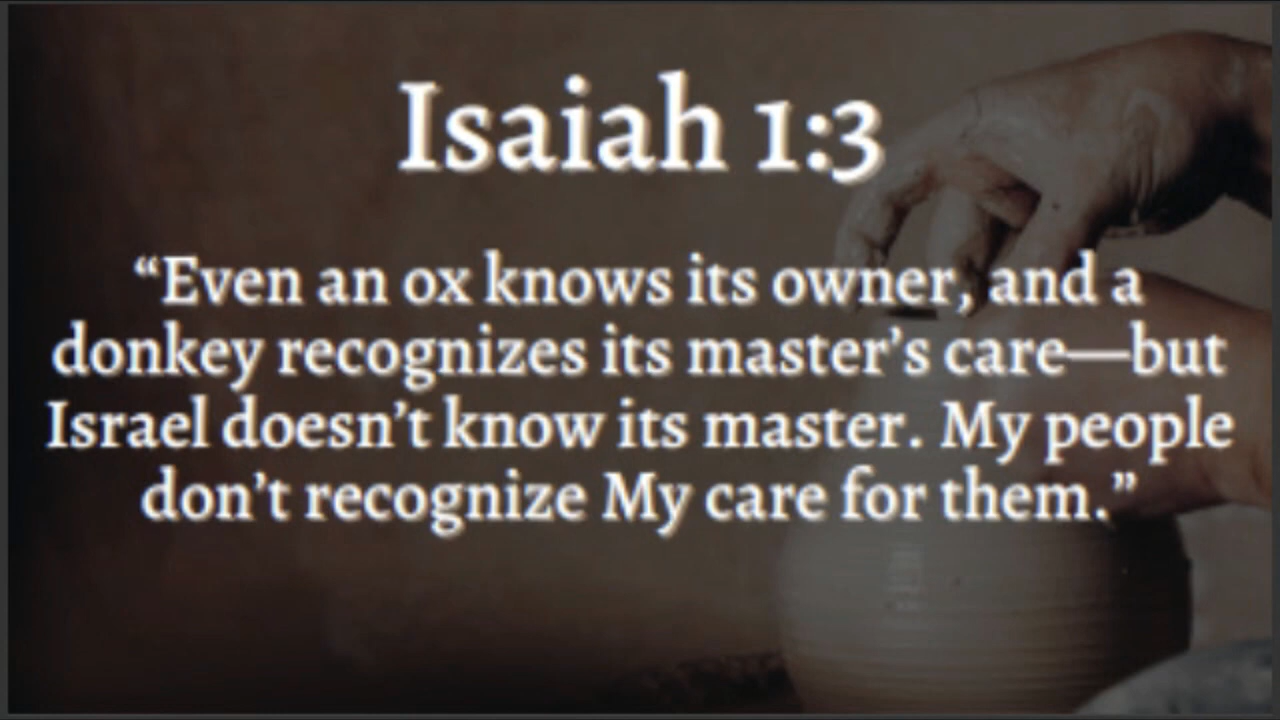 Isaiah 1:3
“Even an ox knows its owner, and a
donkey recognizes its master’s care—but
Israel doesn’t know its master. My people
don’t recognize My care for them.”